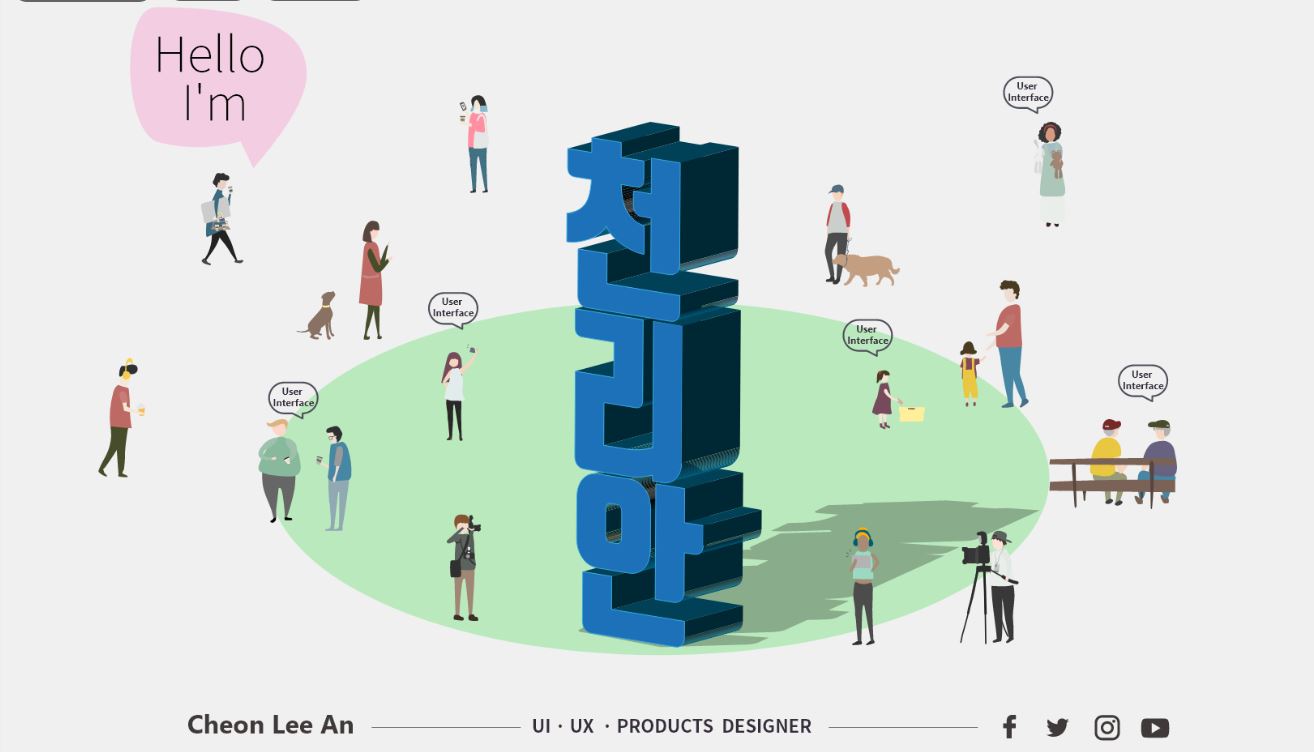 Hello
I'm
User
Interface
천리안
User
Interface
User
Interface
User
Interface
User
Interface
Cheon Lee An
UI · UX · PRODUCTS DESIGNER